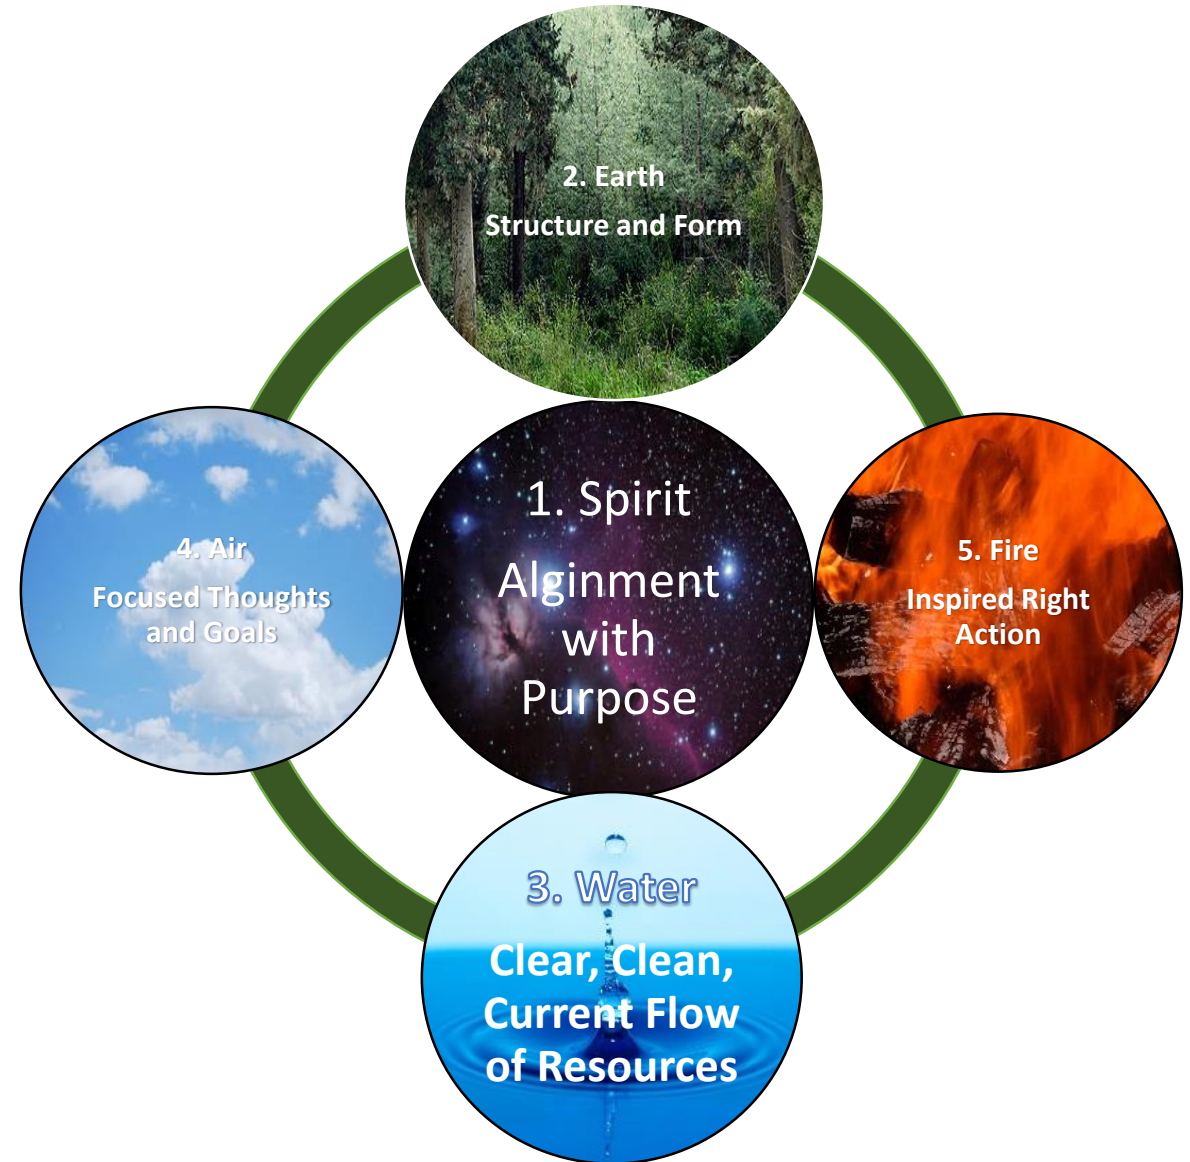 2. Earth
Structure and Form
4. Air
Focused Thoughts
and Goals
1. Spirit
Alginment
with
Purpose
5. Fire
Inspired Right
Action
3. Water
Clear, Clean,
Current Flow
of Resources